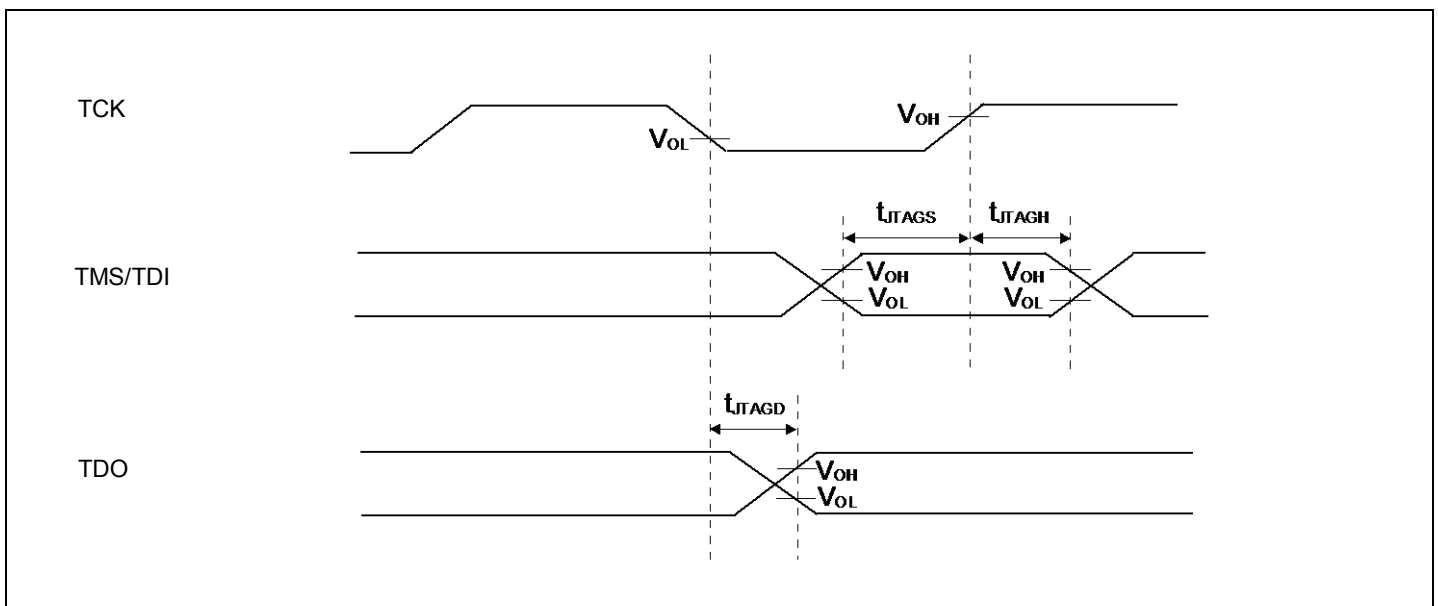 TCK
VOL
VOH
tJTAGS
tJTAGH
TMS/TDI
VOH
VOL
VOH
VOL
tJTAGD
TDO
VOH
VOL